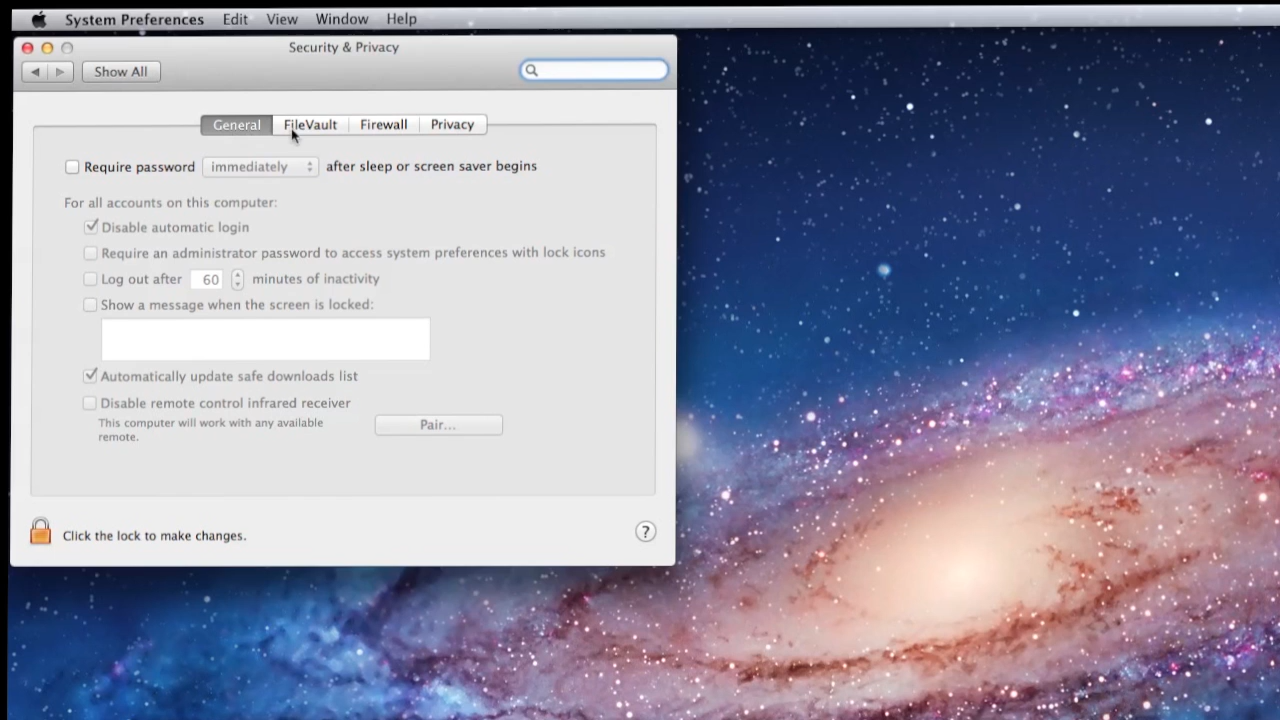 System Preferences Edit View Window Help
Security & Privacy
Show All
General FileVault Firewall Privacy
Require password immediately after sleep or screen saver begins
For all accounts on this computer:
Disable automatic login
Require an administrator password to access system preferences with lock icons
Log out after 60 minutes of inactivity
Show a message when the screen is locked:
Automatically update safe downloads list
Disable remote control infrared receiver
This computer will work with any available
remote.
Pair...
Click the lock to make changes.
?